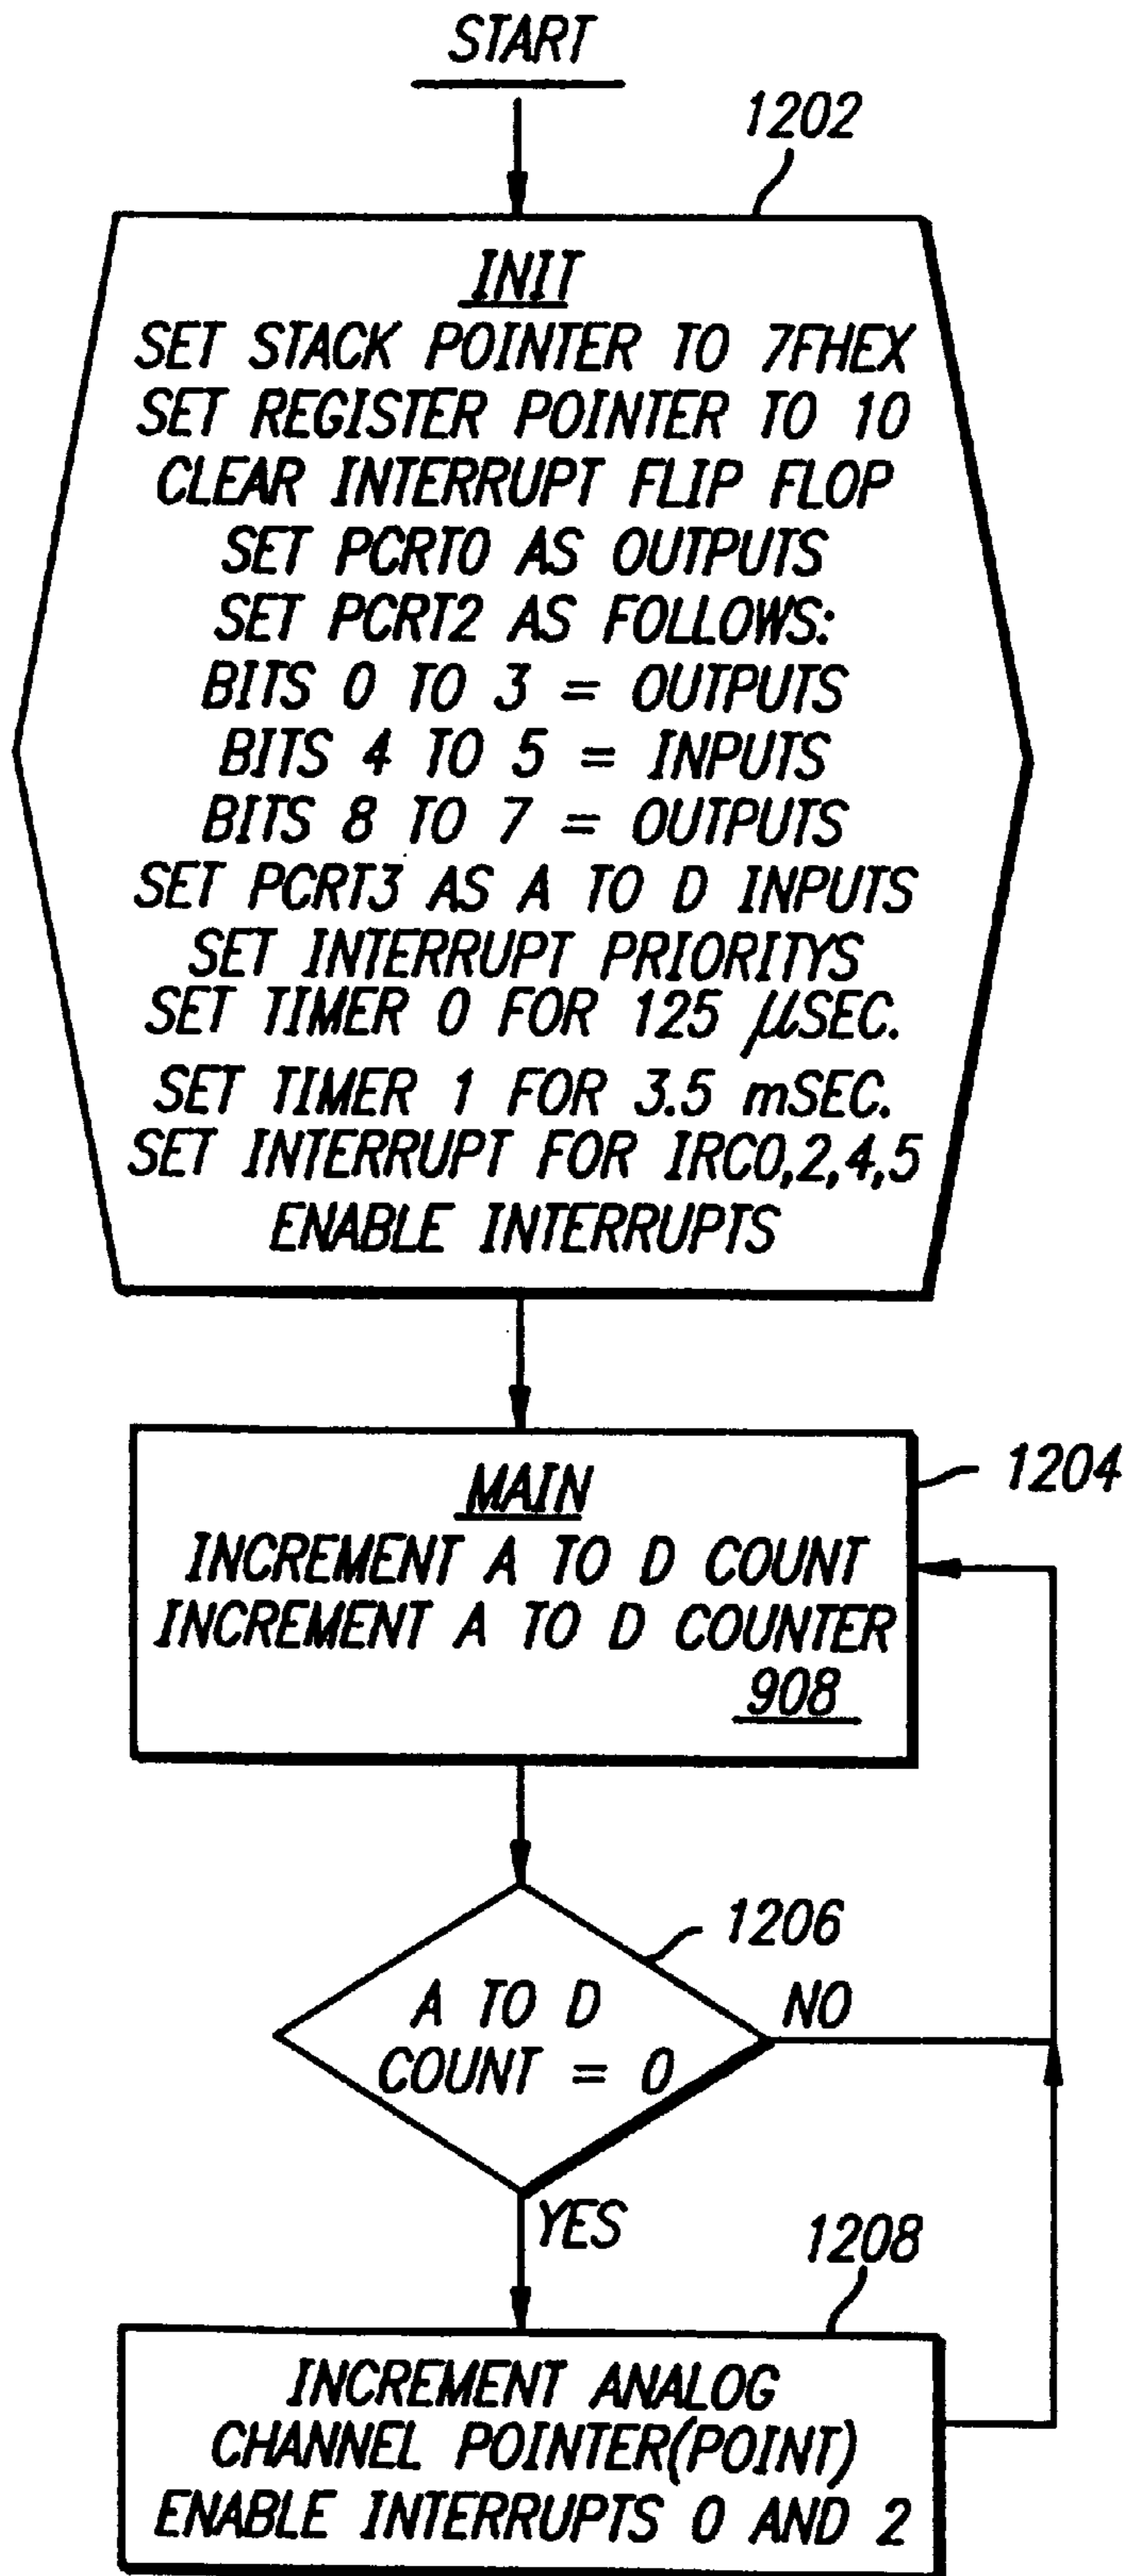 START
1202
INIT
SET STACK POINTER TO 7FHEX
SET REGISTER POINTER TO 10
CLEAR INTERRUPT FLIP FLOP
SET PCRT0 AS OUTPUTS
SET PCRT2 AS FOLLOWS:
BITS 0 TO 3 = OUTPUTS
BITS 4 TO 5 = INPUTS
BITS 8 TO 7 = OUTPUTS
SET PCRT3 AS A TO D INPUTS
SET INTERRUPT PRIORITYS
SET TIMER 0 FOR 125 μSEC.
SET TIMER 1 FOR 3.5 mSEC.
SET INTERRUPT FOR IRC0,2,4,5
ENABLE INTERRUPTS
1204
MAIN
INCREMENT A TO D COUNT
INCREMENT A TO D COUNTER
908
1206
A TO D
COUNT = 0
NO
YES
1208
INCREMENT ANALOG
CHANNEL POINTER(POINT)
ENABLE INTERRUPTS 0 AND 2